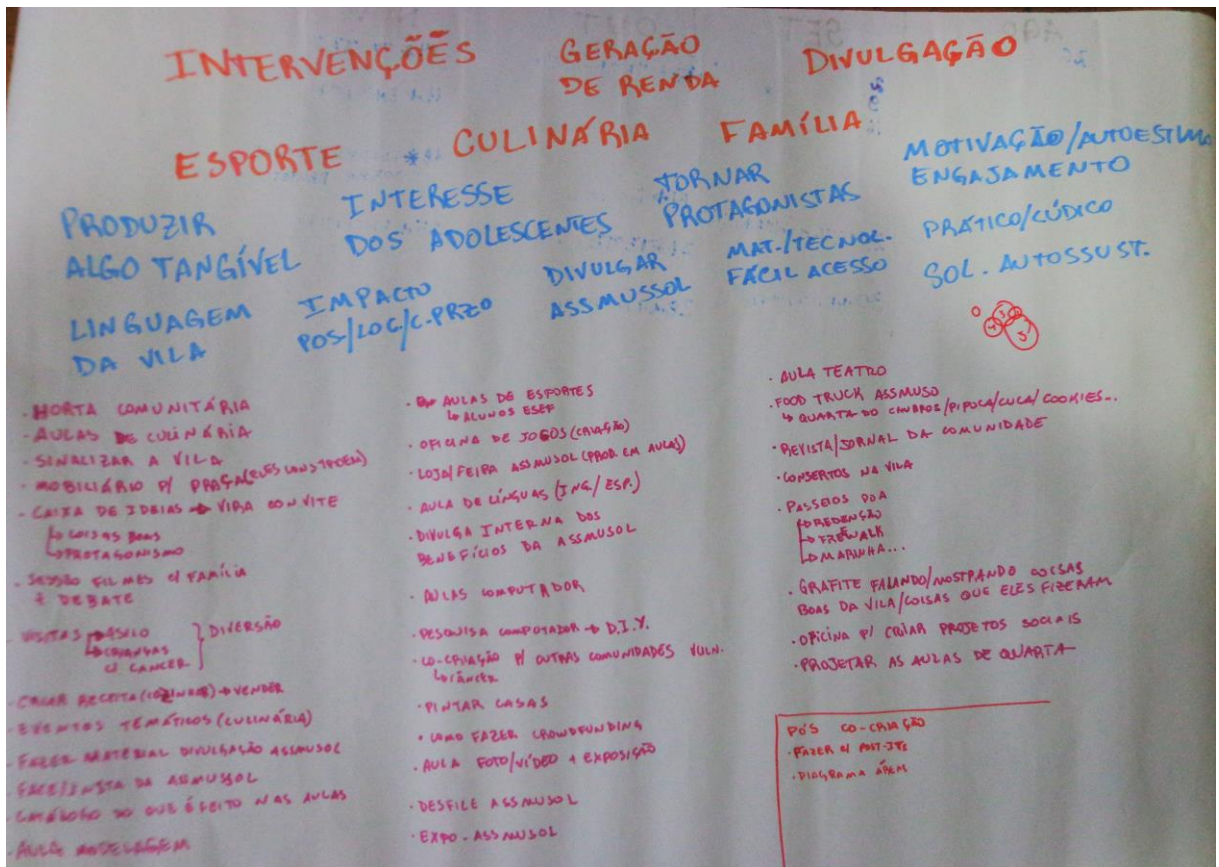 INTERVENÇÕES
GERAÇÃO
DE RENDA
DIVULGAÇÃO
ESPORTE * CULINÁRIA FAMÍLIA
PRODUZIR
ALGO TANGÍVEL
INTERESSE
DOS ADOLESCENTES
TORNAR
PROTAGONISTAS
MOTIVAÇÃO/AUTOESTIMA
ENGAJAMENTO
LINGUAGEM
DA VILA
IMPACTO
POS/LOC/C.PRZO
DIVULGAR
ASSMUSSOL
MAT./TECNOL.
FÁCIL ACESSO
PRÁTICO/LÚDICO
SOL. AUTOSSUST.
· HORTA COMUNITÁRIA
· AULAS DE CULINÁRIA
· SINALIZAR A VILA
· MOBILIÁRIO P/ PRAÇA (ELES CONSTROEM)
· CAIXA DE IDEIAS → VIRA CONVITE
↳ COISAS BOAS
↳ PROTAGONISMO
· SESSÃO FILMES C/ FAMÍLIA
+ DEBATE
· VISITAS → ASILO
↳ CRIANÇAS
C/ CANCER } DIVERSÃO
· CRIAR RECEITA (COZINHAR) → VENDER
· EVENTOS TEMÁTICOS (CULINÁRIA)
· FAZER MATERIAL DIVULGAÇÃO ASSMUSOL
· FACE/INSTA DA ASMUSSOL
· CATÁLOGO DO QUE É FEITO NAS AULAS
· AULA MODELAGEM
· AULAS DE ESPORTES
↳ ALUNOS ESEF
· OFICINA DE JOGOS (CRIAÇÃO)
· LOJA/FEIRA ASSMUSOL (PROD EM AULAS)
· AULA DE LÍNGUAS (ING./ESP.)
· DIVULGA INTERNA DOS
BENEFÍCIOS DA ASSMUSOL
· AULAS COMPUTADOR
· PESQUISA COMPUTADOR → D.I.Y.
· CO-CRIAÇÃO P/ OUTRAS COMUNIDADES VULN.
↳ CÂNCER
· PINTAR CASAS
· COMO FAZER CROWDFUNDING
· AULA FOTO/VÍDEO + EXPOSIÇÃO
· DESFILE ASSMUSOL
· EXPO-ASSMUSOL
· AULA TEATRO
· FOOD TRUCK ASSMUSO
↳ QUARTA DO CHURROS/PIPOCA/CUCA/COOKIES...
· REVISTA/JORNAL DA COMUNIDADE
· CONSERTOS NA VILA
· PASSEIOS POA
↳ REDENÇÃO
↳ FREEWALK
↳ MARINHA...
· GRAFITE FALANDO/MOSTRANDO COISAS
BOAS DA VILA/COISAS QUE ELES FIZERAM
· OFICINA P/ CRIAR PROJETOS SOCIAIS
· PROJETAR AS AULAS DE QUARTA
PÓS CO-CRIAÇÃO
· FAZER C/ POST-ITS
· DIAGRAMA